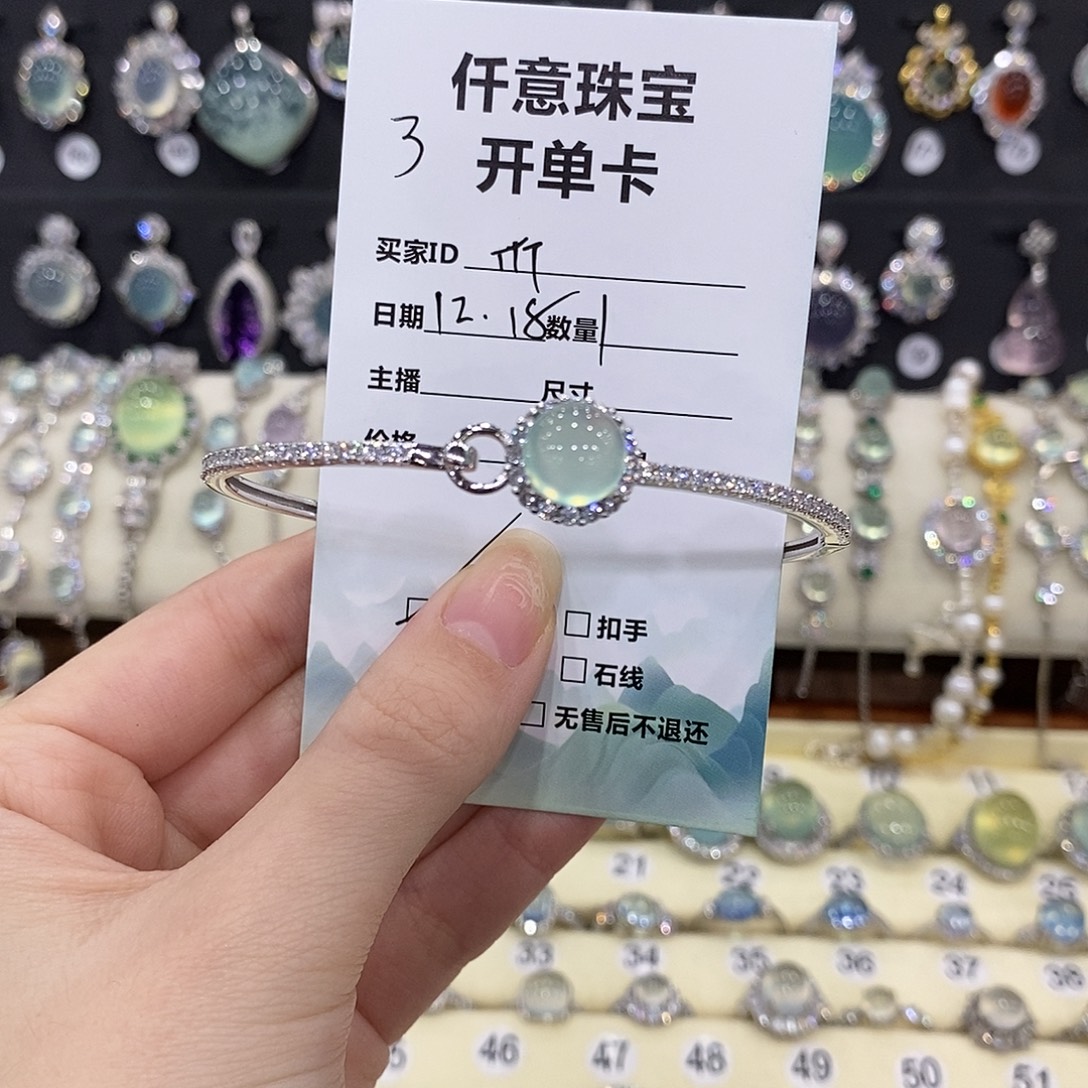 仟意珠宝
3
开单卡
买家ID
日期 12.18 数量 1
主播 尺寸
价格
扣手
石线
无售后不退还
21 22 23 24 25
33 34 35 36 37 38
46 47 48 49 50 51